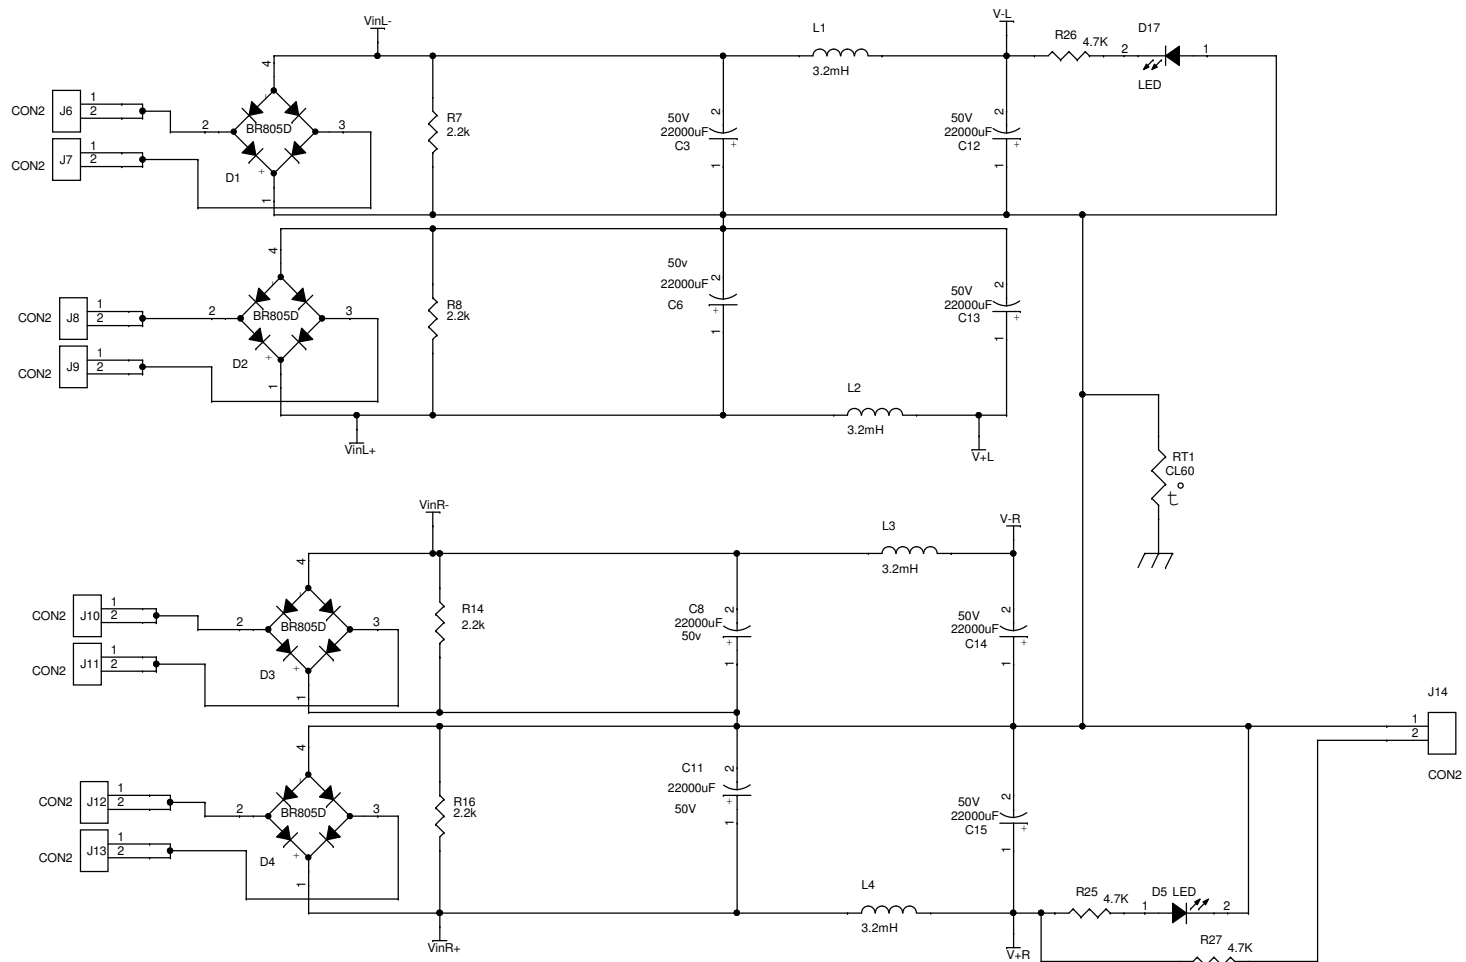 VinL-
L1
3.2mH
V-L
R26 4.7K
2
D17
1
LED
CON2
J6
1
2
CON2
J7
1
2
4
2
BR805D
3
+
D1
1
R7
2.2k
50V
22000uF
C3
2
+
1
50V
22000uF
C12
2
+
1
CON2
J8
1
2
CON2
J9
1
2
4
2
BR805D
3
+
D2
1
R8
2.2k
50v
22000uF
C6
2
+
1
50V
22000uF
C13
2
+
1
L2
3.2mH
VinL+
V+L
RT1
CL60
t°
VinR-
L3
3.2mH
V-R
CON2
J10
1
2
CON2
J11
1
2
4
2
BR805D
3
+
D3
1
R14
2.2k
C8
22000uF
50v
2
+
1
50V
22000uF
C14
2
+
1
J14
1
2
CON2
CON2
J12
1
2
CON2
J13
1
2
4
2
BR805D
3
+
D4
1
R16
2.2k
C11
22000uF
50V
2
+
1
50V
22000uF
C15
2
+
1
L4
3.2mH
VinR+
V+R
R25 4.7K
1
D5 LED
2
R27 4.7K